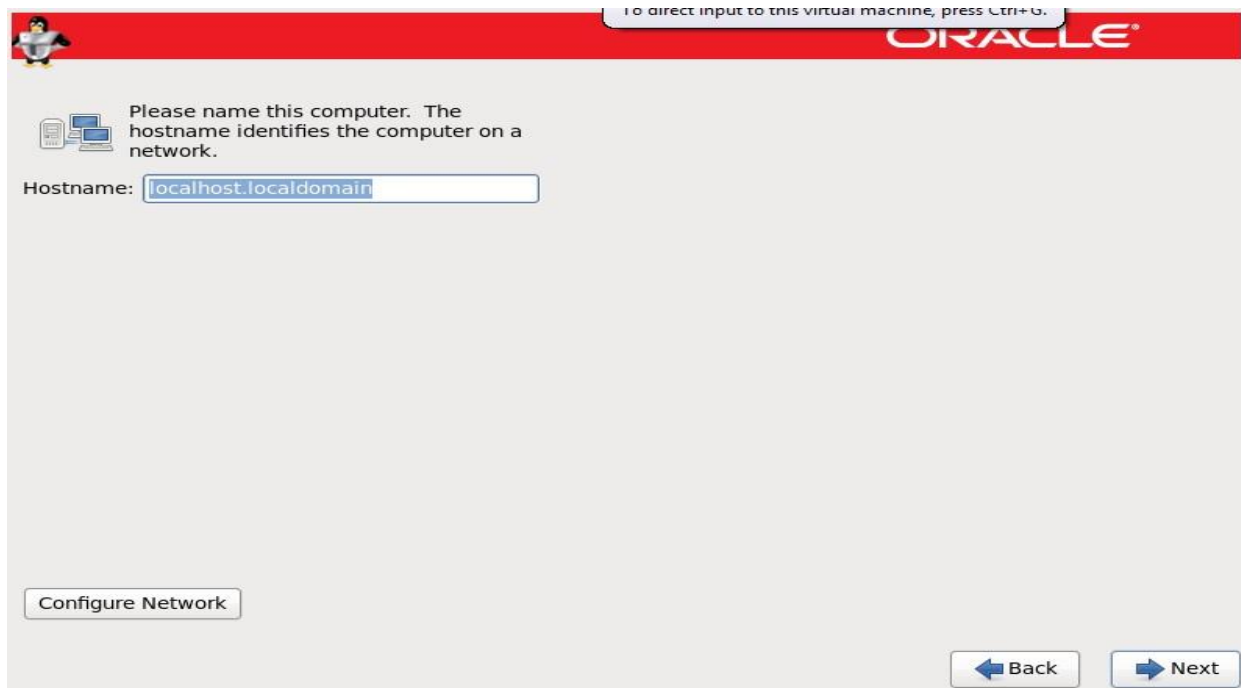 To direct input to this virtual machine, press Ctrl+G.
ORACLE®
Please name this computer. The
hostname identifies the computer on a
network.
Hostname: localhost.localdomain
Configure Network
Back
Next